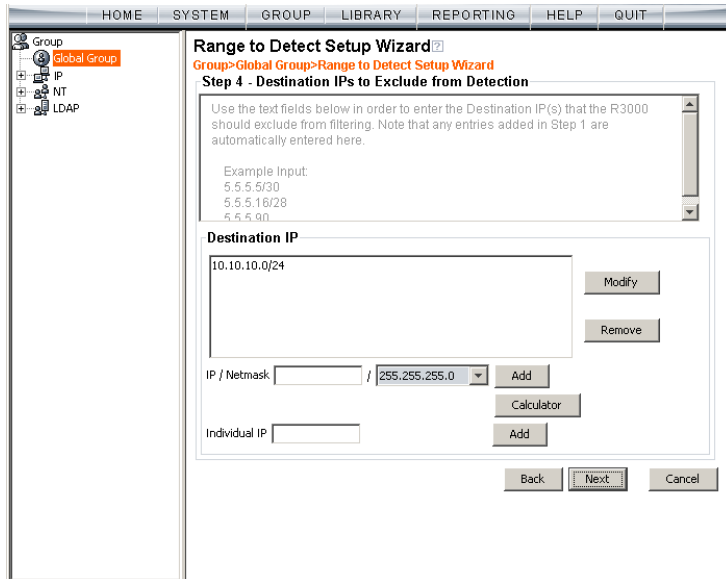 HOME SYSTEM GROUP LIBRARY REPORTING HELP QUIT
Group
Global Group
IP
NT
LDAP
Range to Detect Setup Wizard?
Group>Global Group>Range to Detect Setup Wizard
Step 4 - Destination IPs to Exclude from Detection
Use the text fields below in order to enter the Destination IP(s) that the R3000
should exclude from filtering. Note that any entries added in Step 1 are
automatically entered here.
Example Input:
5.5.5.5/30
5.5.5.16/28
5.5.5.90
Destination IP
10.10.10.0/24
Modify
Remove
IP / Netmask / 255.255.255.0 Add
Calculator
Individual IP Add
Back Next Cancel